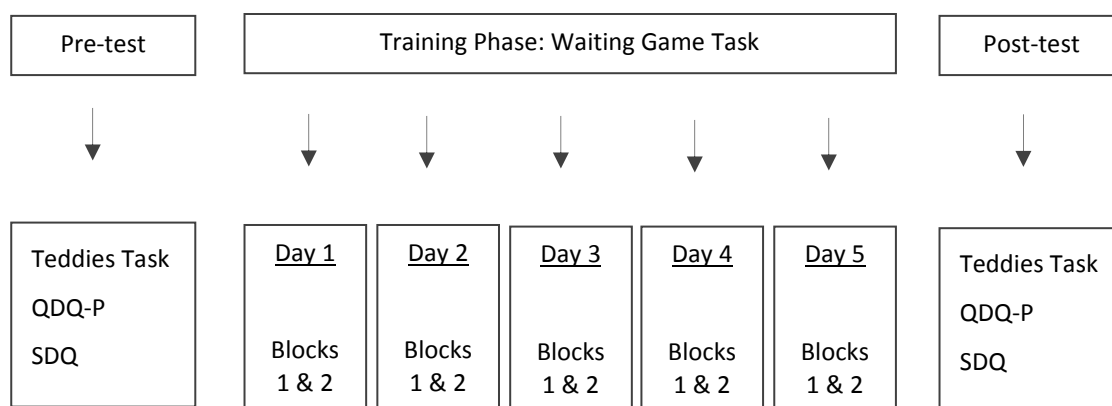 Pre-test
Training Phase: Waiting Game Task
Post-test
Teddies Task
QDQ-P
SDQ
Day 1
Blocks
1 & 2
Day 2
Blocks
1 & 2
Day 3
Blocks
1 & 2
Day 4
Blocks
1 & 2
Day 5
Blocks
1 & 2
Teddies Task
QDQ-P
SDQ